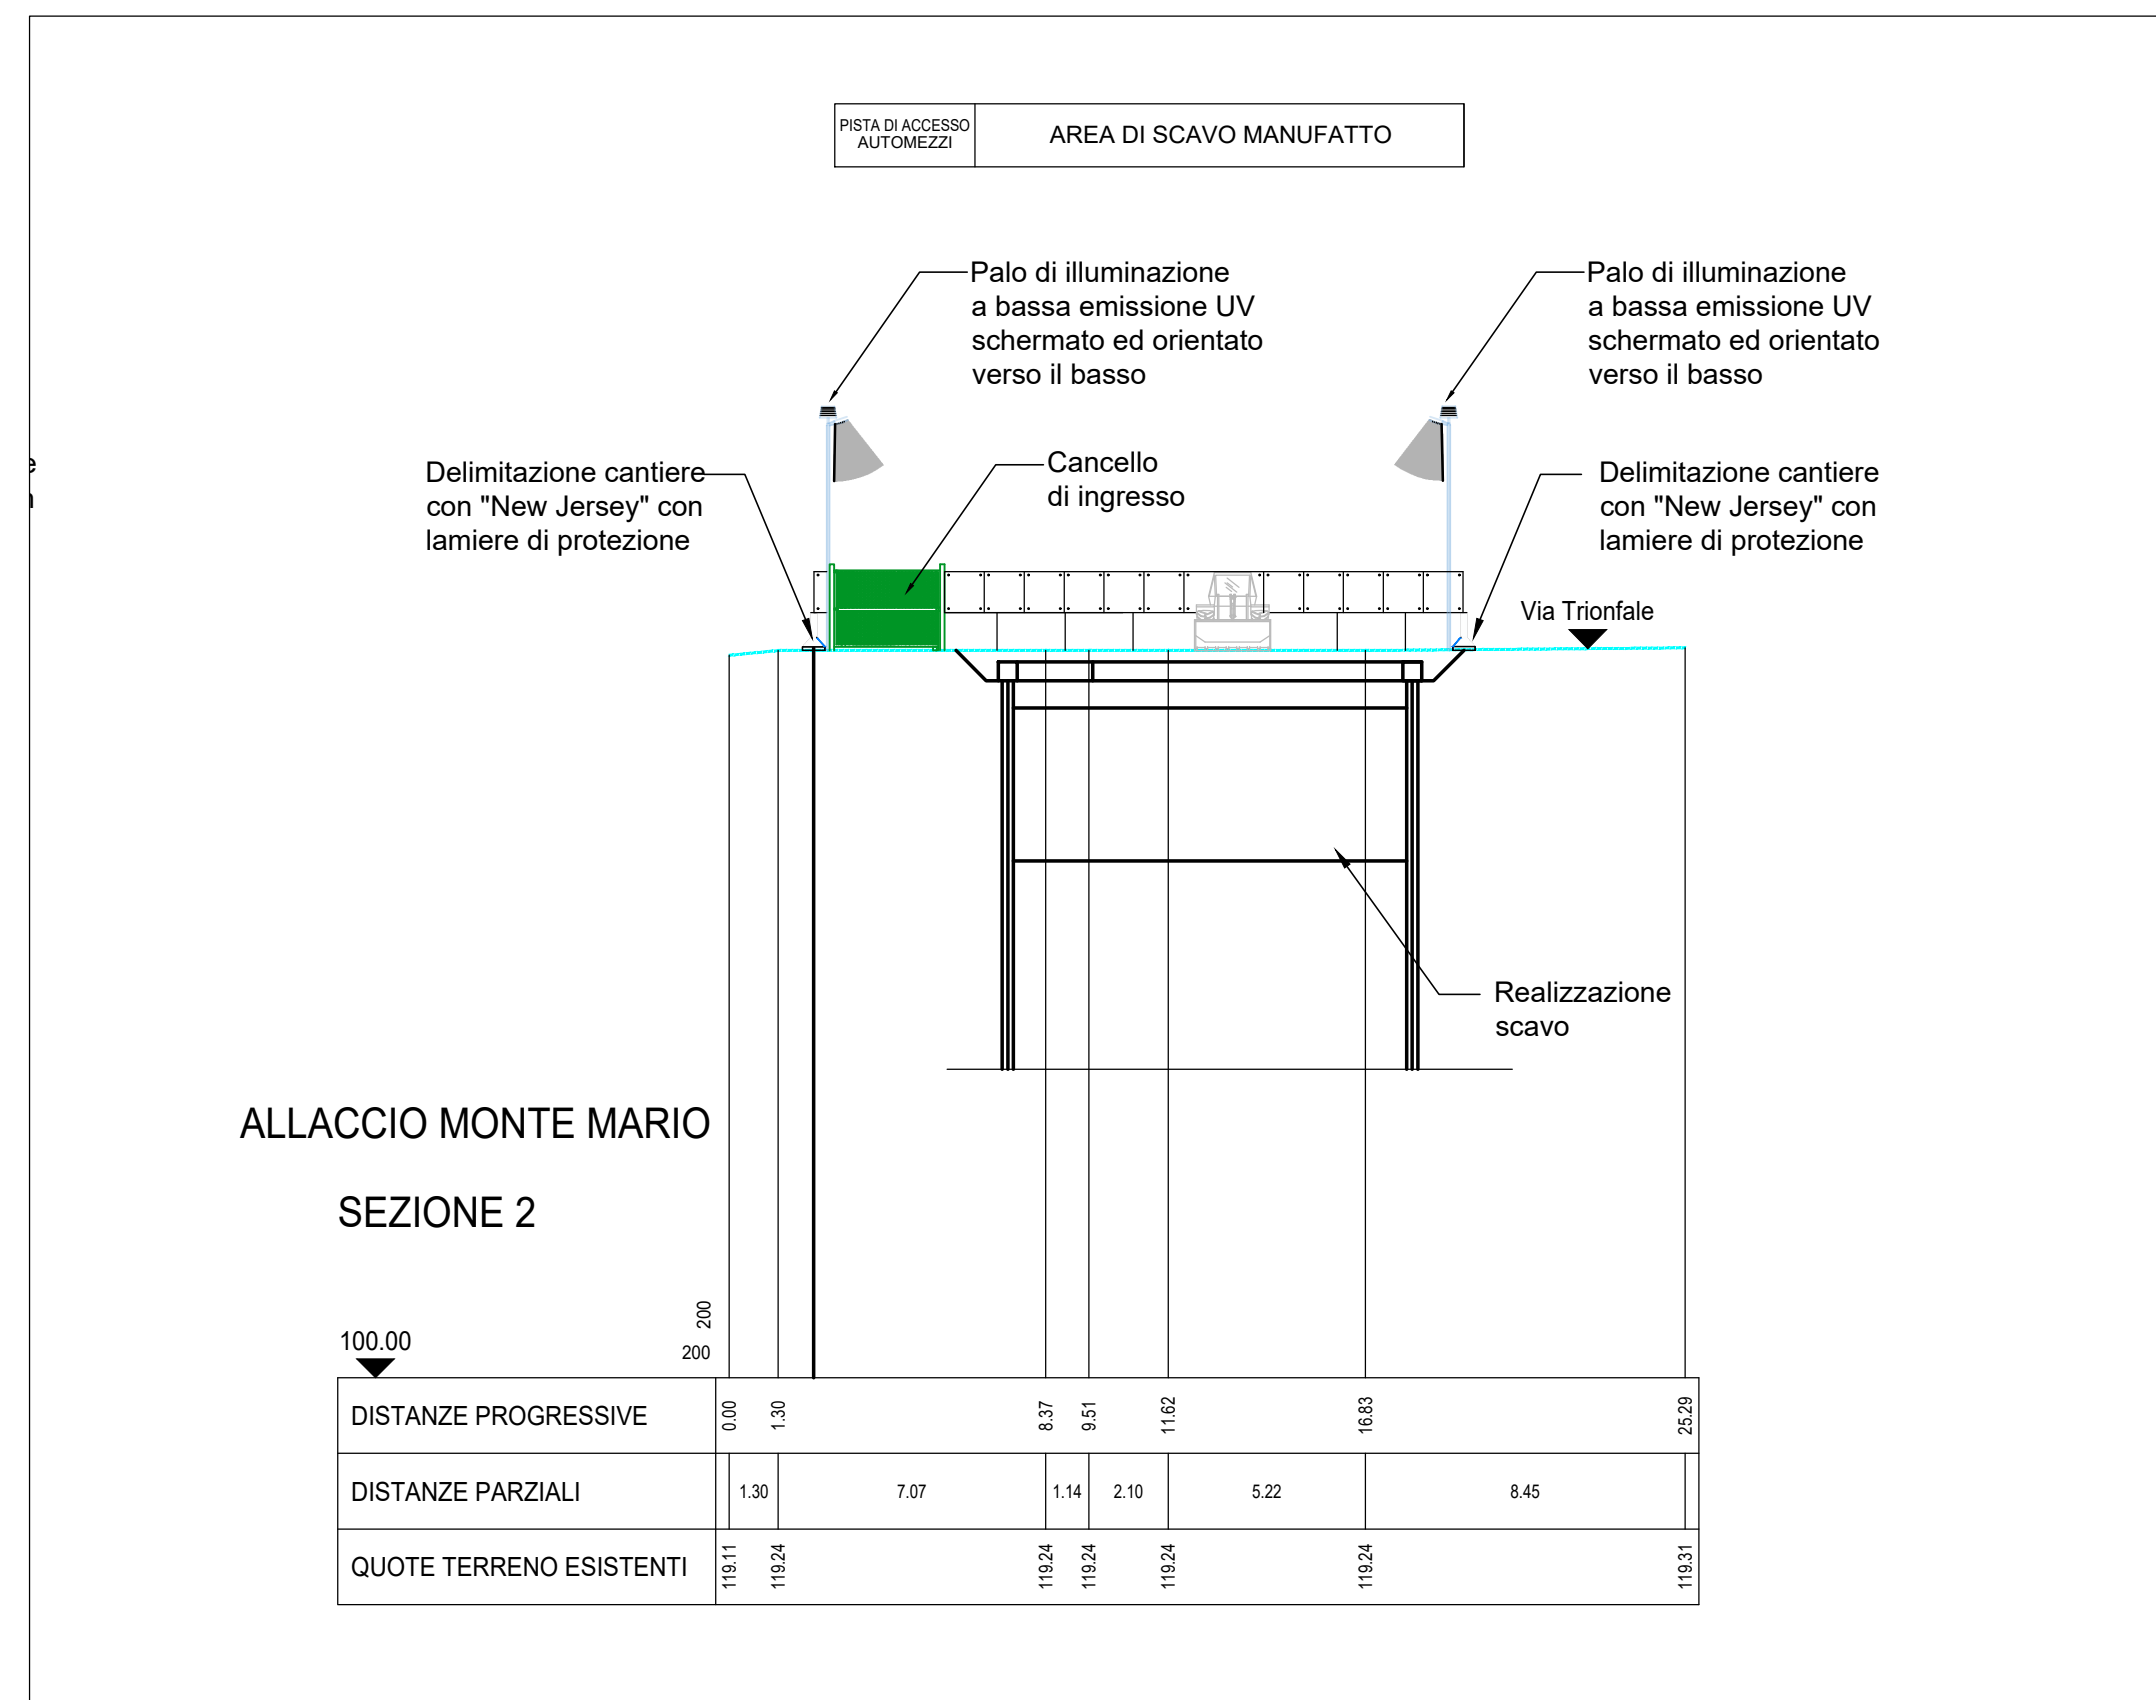 PISTA DI ACCESSO
AUTOMEZZI
AREA DI SCAVO MANUFATTO
Palo di illuminazione
a bassa emissione UV
schermato ed orientato
verso il basso
Palo di illuminazione
a bassa emissione UV
schermato ed orientato
verso il basso
Delimitazione cantiere
con "New Jersey" con
lamiere di protezione
Cancello
di ingresso
Delimitazione cantiere
con "New Jersey" con
lamiere di protezione
Via Trionfale
Realizzazione
scavo
ALLACCIO MONTE MARIO
SEZIONE 2
200
200
100.00
DISTANZE PROGRESSIVE 0.00 1.30 8.37 9.51 11.62 16.83 25.29
DISTANZE PARZIALI 1.30 7.07 1.14 2.10 5.22 8.45
QUOTE TERRENO ESISTENTI 119.11 119.24 119.24 119.24 119.24 119.24 119.31